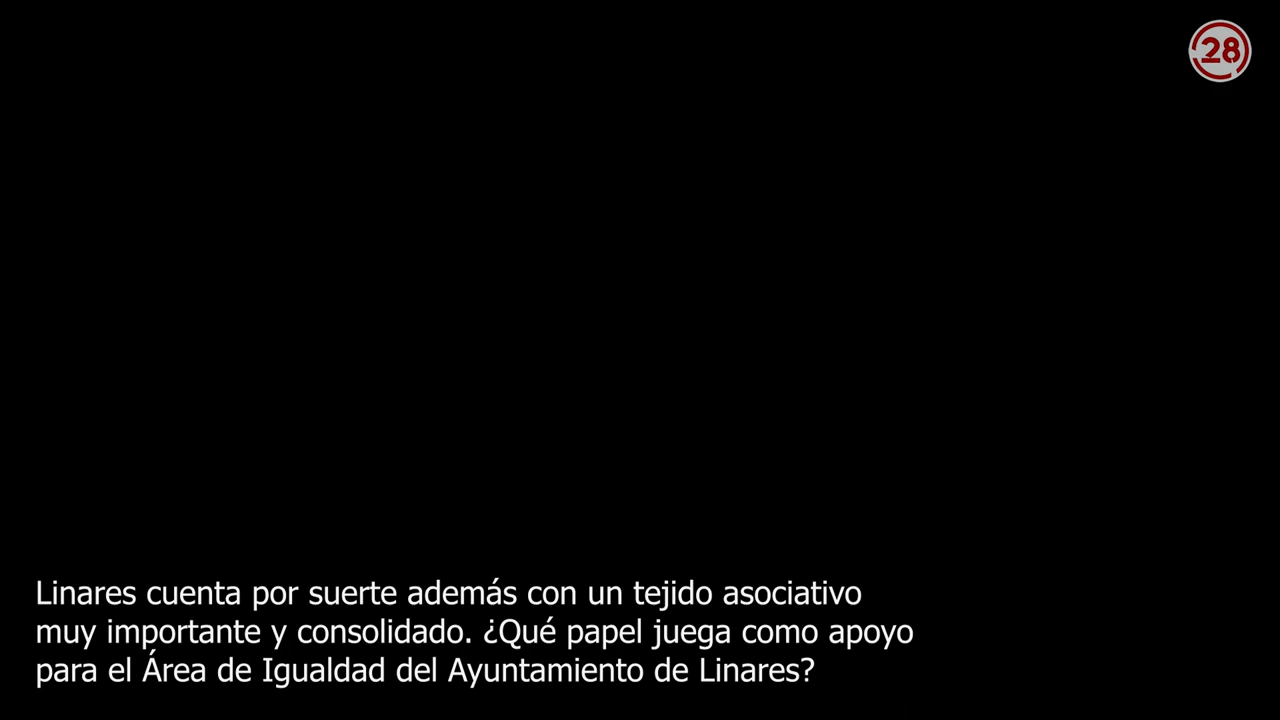 28
Linares cuenta por suerte además con un tejido asociativo
muy importante y consolidado. ¿Qué papel juega como apoyo
para el Área de Igualdad del Ayuntamiento de Linares?